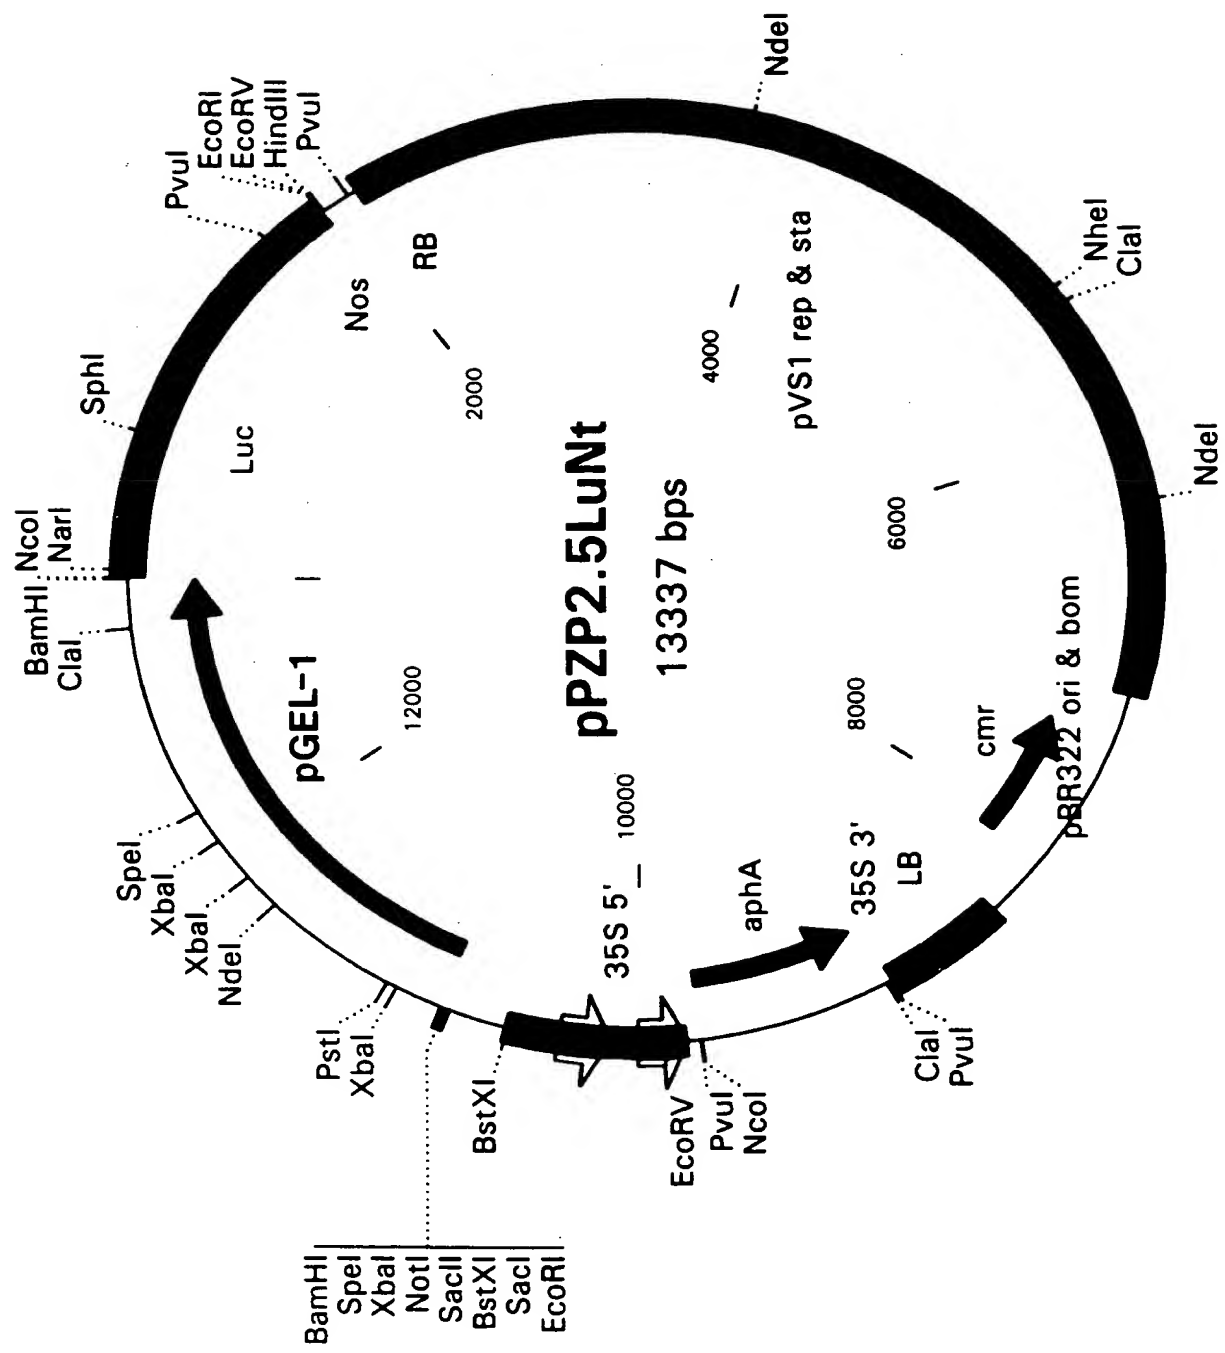 NdeI
PvuI
EcoRI
EcoRV
HindIII
PvuI
NheI
ClaI
NdeI
SphI
NcoI
NarI
BamHI
ClaI
SpeI
XbaI
XbaI
NdeI
PstI
XbaI
BstXI
BamHI
SpeI
XbaI
NotI
SacII
BstXI
SacI
EcoRI
EcoRV
PvuI
NcoI
ClaI
PvuI
Luc
Nos
RB
pVS1 rep & sta
pBR322 ori & bom
cmr
LB
35S 3'
aphA
35S 5'
pGEL-1
2000
4000
6000
8000
10000
12000
pPZP2.5LuNt
13337 bps